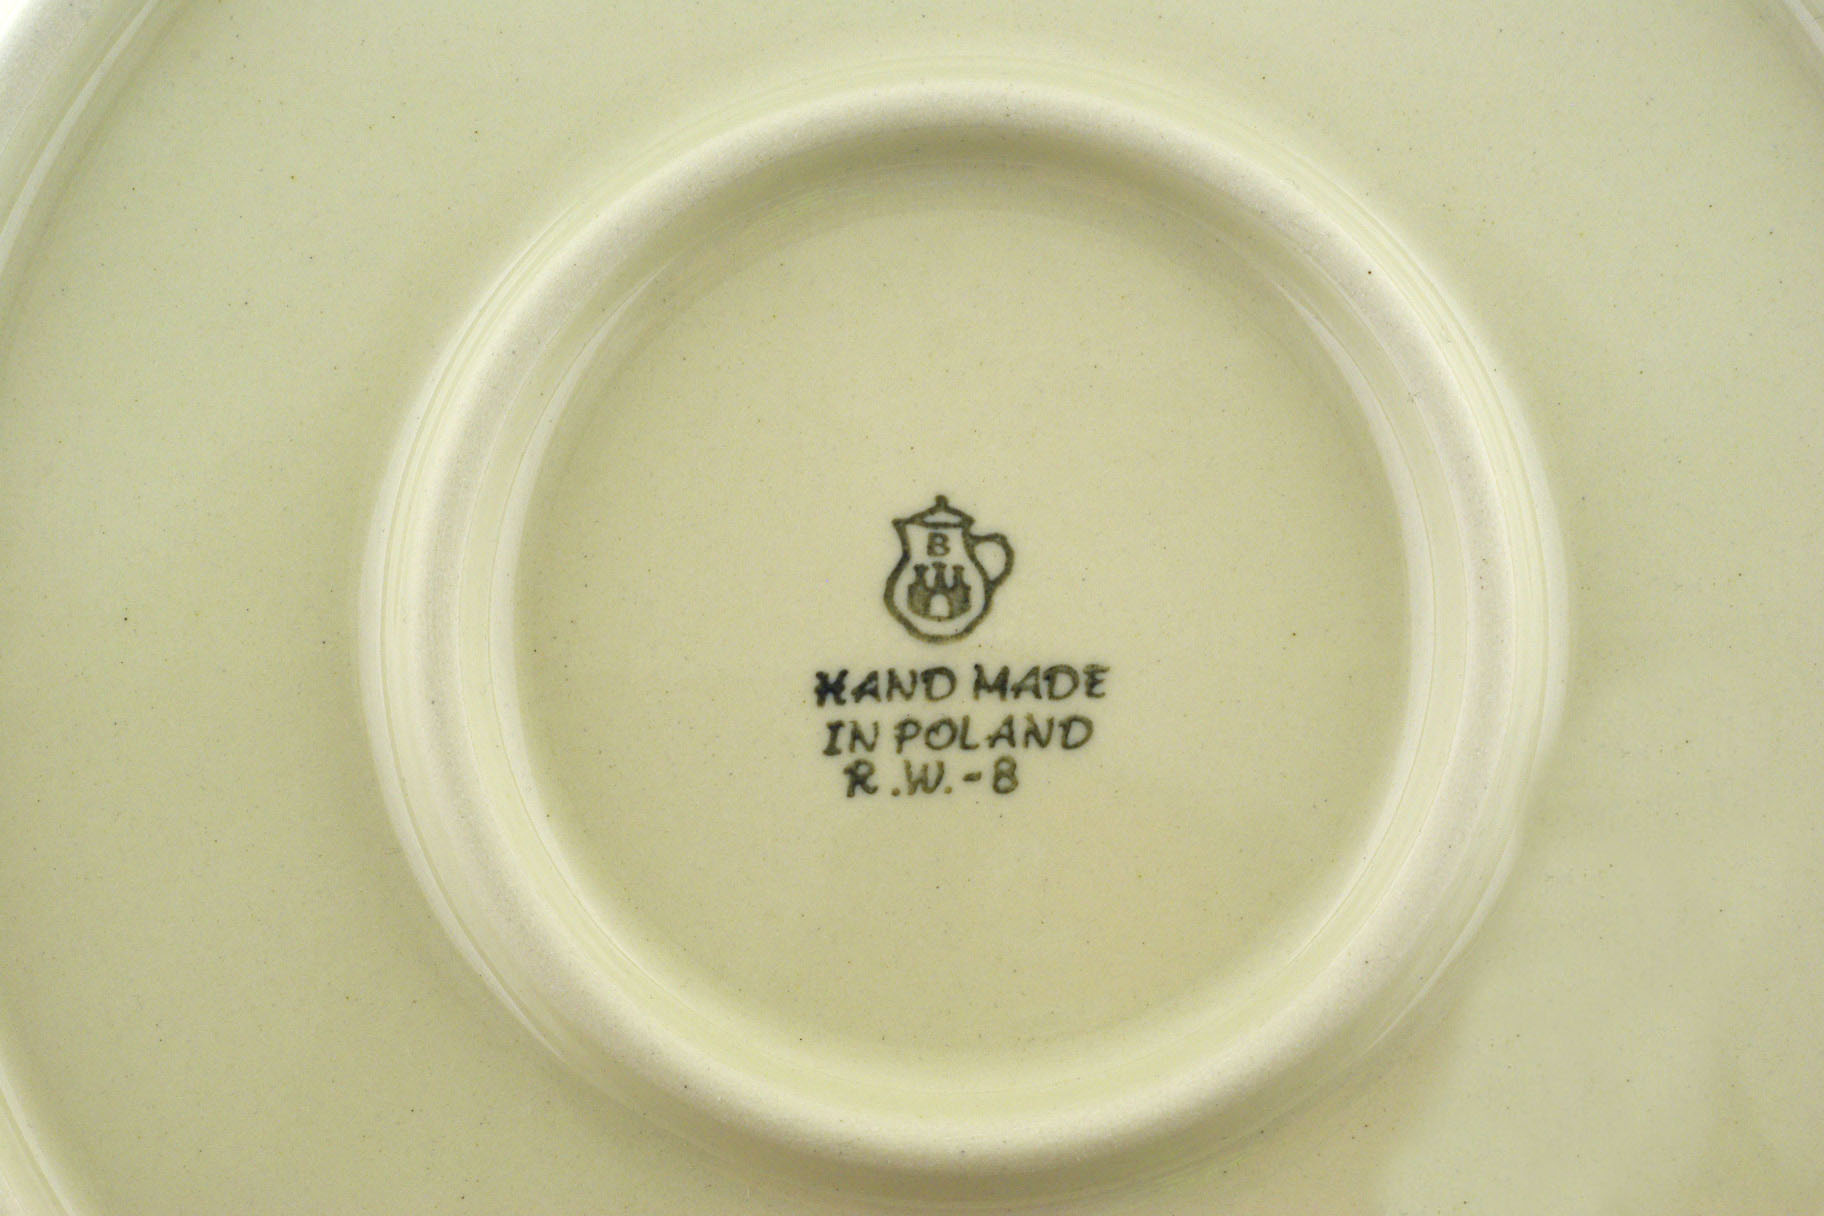 B
HAND MADE
IN POLAND
R.W.-8